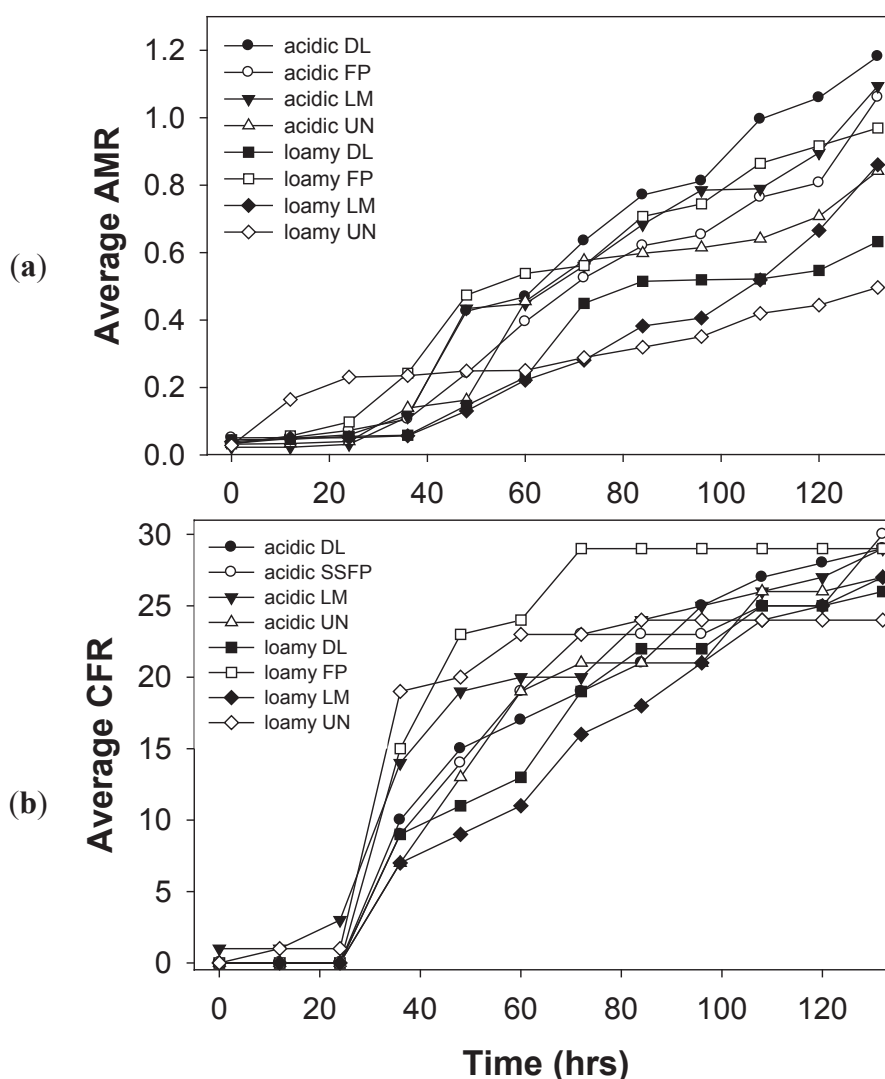 (a)
Average AMR
1.2
1.0
0.8
0.6
0.4
0.2
0.0
acidic DL
acidic FP
acidic LM
acidic UN
loamy DL
loamy FP
loamy LM
loamy UN
0 20 40 60 80 100 120
(b)
Average CFR
30
25
20
15
10
5
0
acidic DL
acidic SSFP
acidic LM
acidic UN
loamy DL
loamy FP
loamy LM
loamy UN
0 20 40 60 80 100 120
Time (hrs)